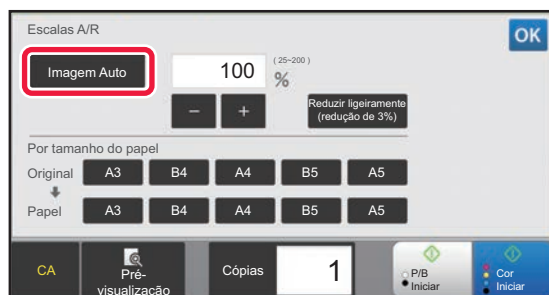 Escalas A/R
OK
Imagem Auto
100
(25~200)
%
–
+
Reduzir ligeiramente
(redução de 3%)
Por tamanho do papel
Original
A3
B4
A4
B5
A5
Papel
A3
B4
A4
B5
A5
CA
Pré-
visualização
Cópias
1
P/B
Iniciar
Cor
Iniciar